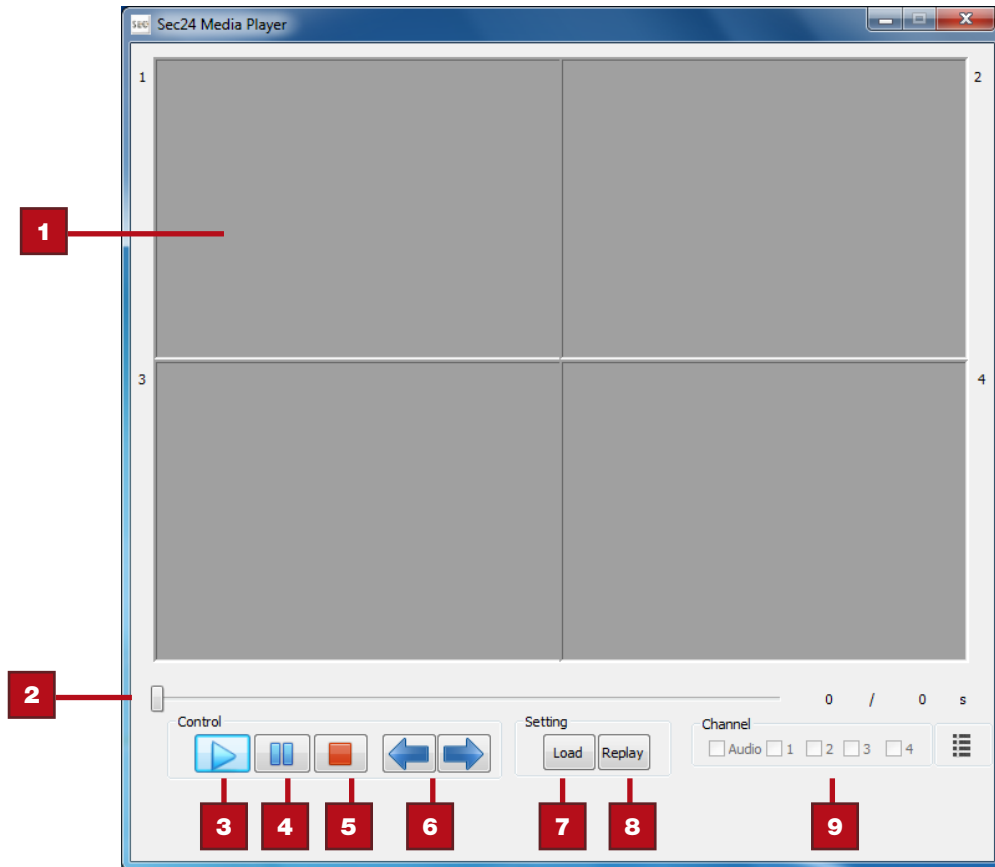 SEC Sec24 Media Player
1 2
1
3 4
2
0 / 0 s
Control Setting Channel
Load Replay Audio 1 2 3 4
3 4 5 6 7 8 9